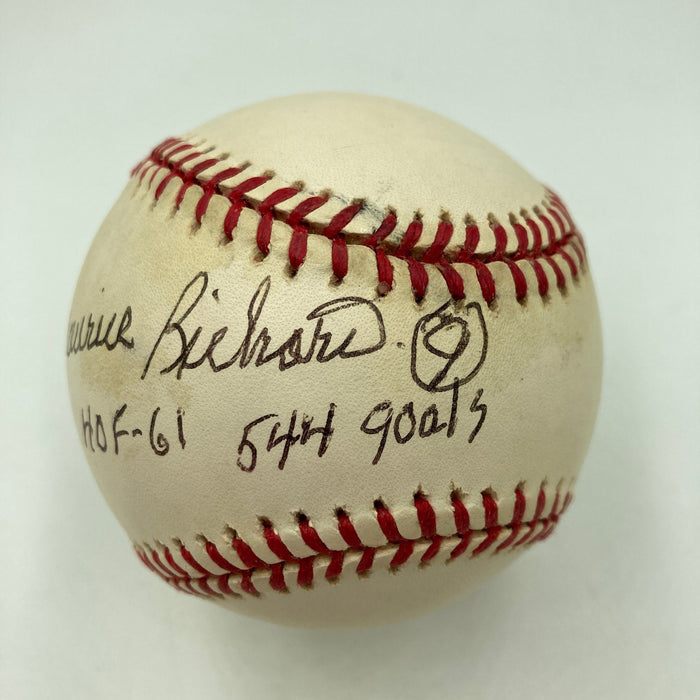 aurice Richard. 9
HOF-61 544 goals